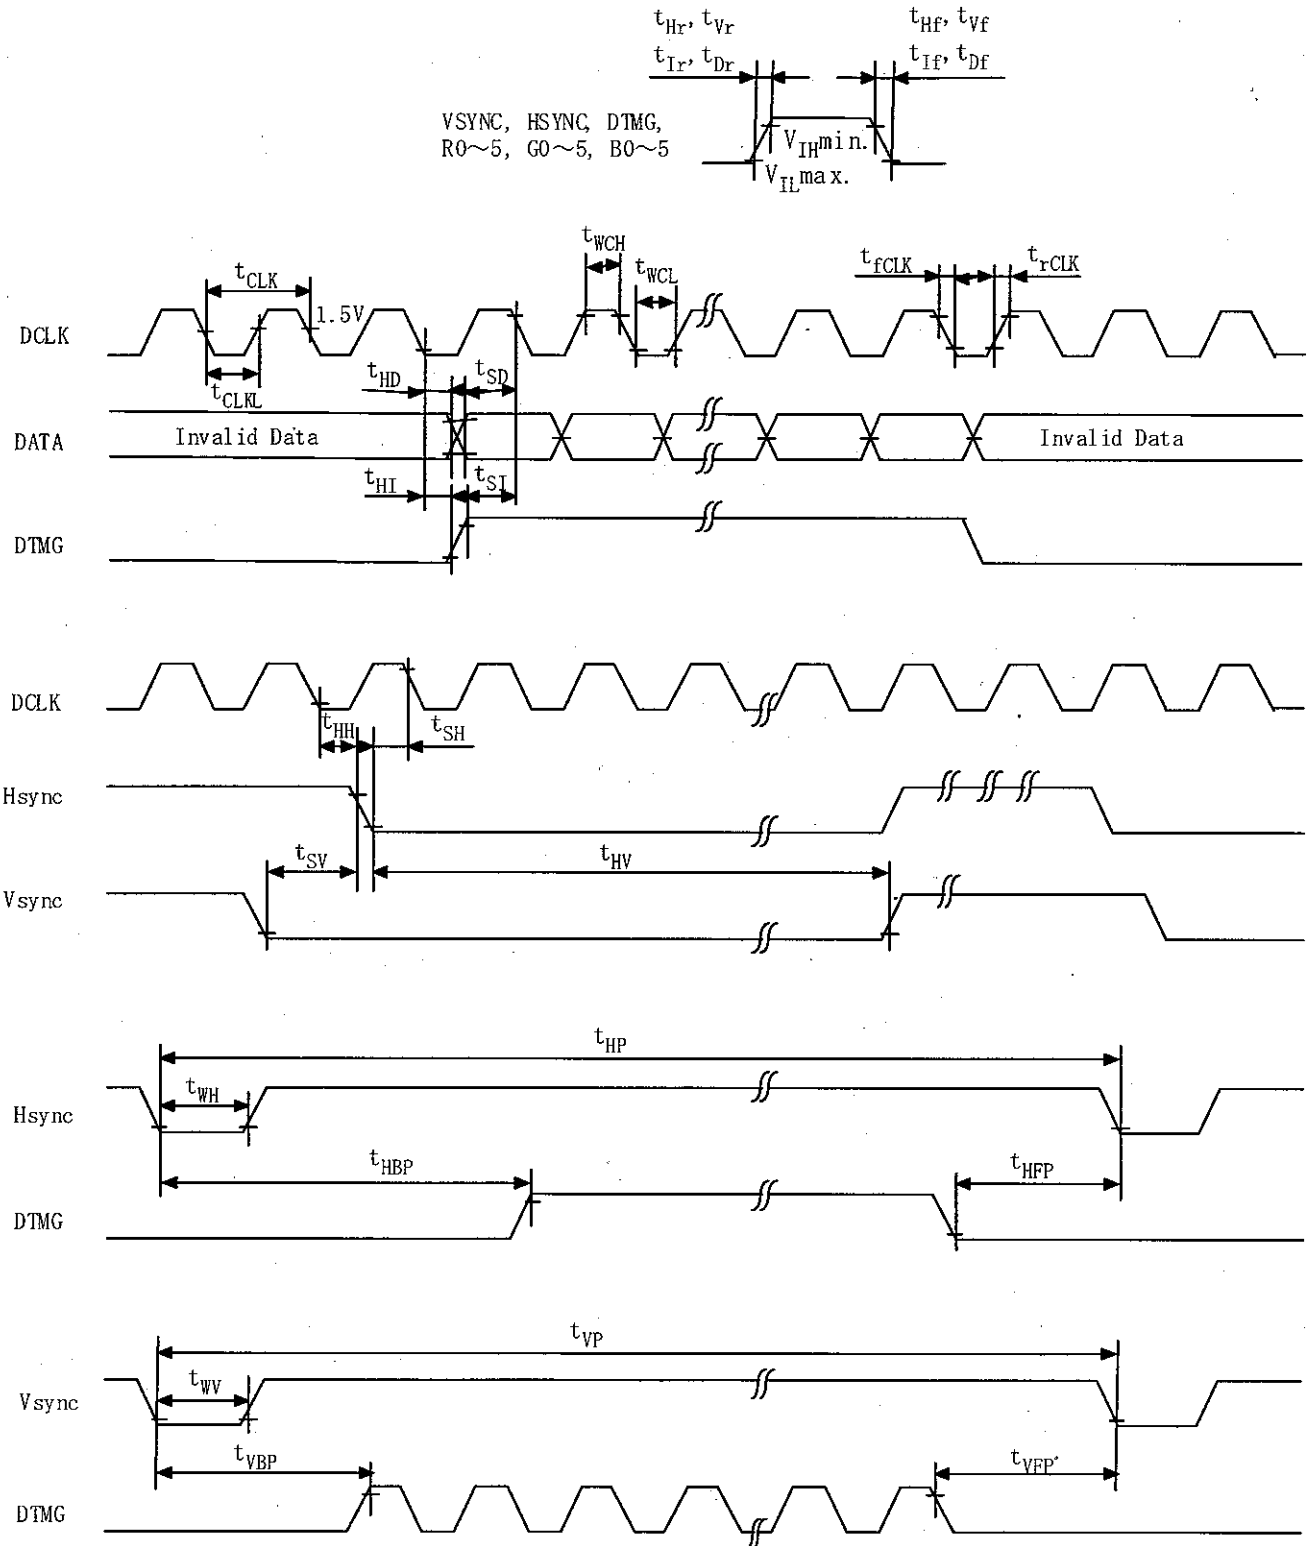 tHr, tVr
tHf, tVf
tIr, tDr
tIf, tDf
VSYNC, HSYNC, DTMG,
R0～5, G0～5, B0～5
VIHmin.
VILmax.
tWCH
tCLK
tWCL
tfCLK
trCLK
1.5V
DCLK
tHD
tSD
tCLKL
DATA
Invalid Data
Invalid Data
tHI
tSI
DTMG
DCLK
tHH
tSH
Hsync
tSV
tHV
Vsync
tHP
tWH
Hsync
tHBP
tHFP
DTMG
tVP
tWV
Vsync
tVBP
tVFP
DTMG